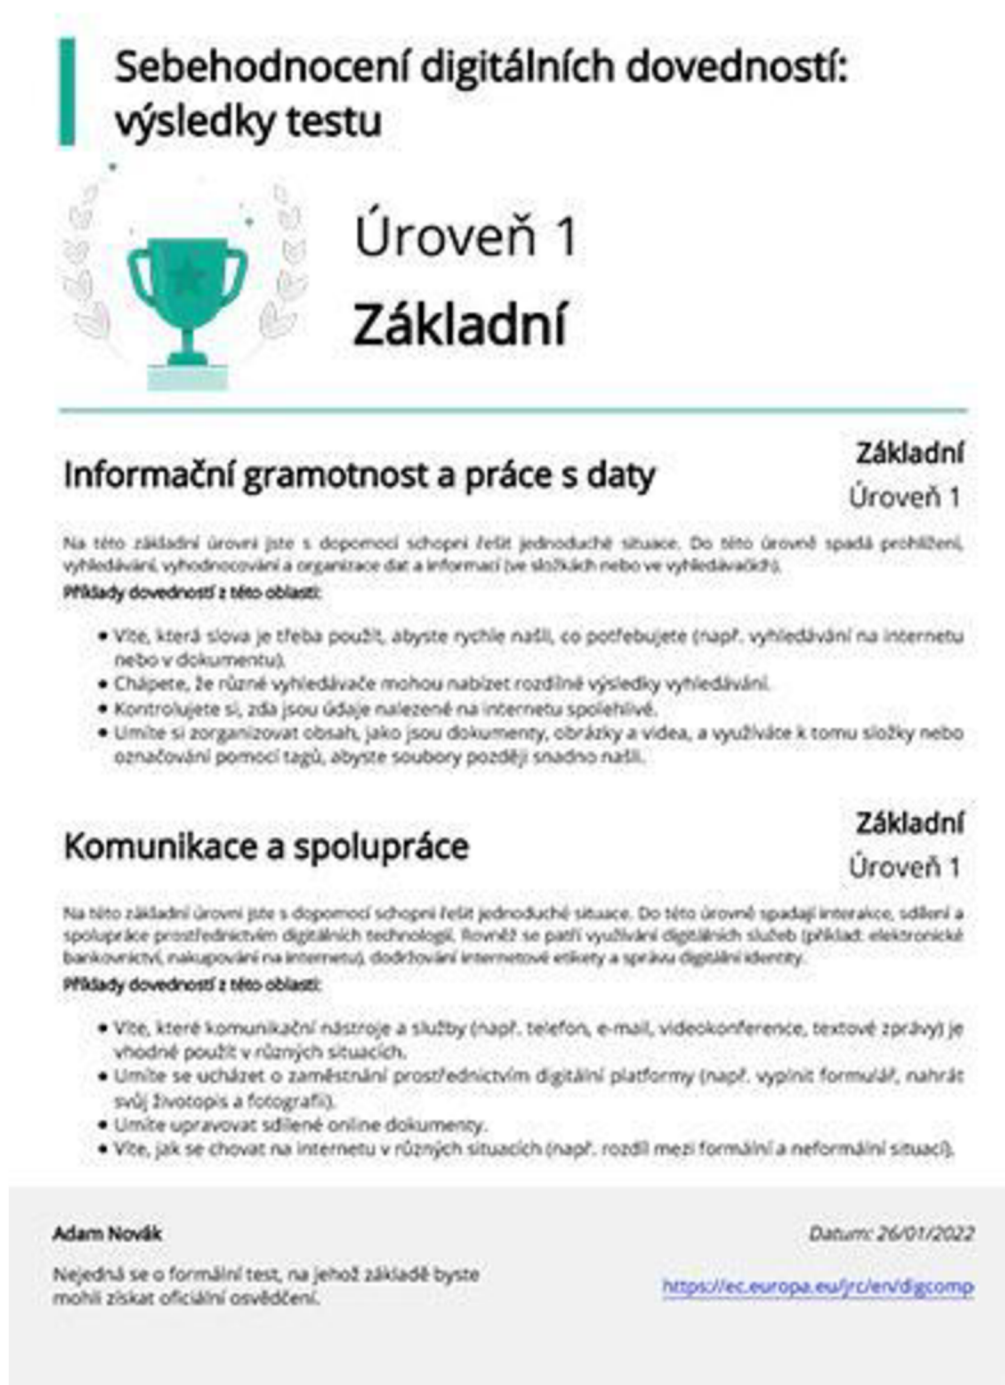 Sebehodnocení digitálních dovedností:
výsledky testu
Úroveň 1
Základní
Informační gramotnost a práce s daty
Základní
Úroveň 1
Na této základní úrovni jste s dopomocí schopni řešit jednoduché situace. Do této úrovně spadá prohlížení,
vyhledávání, vyhodnocování a organizace dat a informací (ve složkách nebo ve vyhledávačích).
Příklady dovedností z této oblasti:
● Víte, která slova je třeba použít, abyste rychle našli, co potřebujete (např. vyhledávání na internetu
nebo v dokumentu).
● Chápete, že různé vyhledávače mohou nabízet rozdílné výsledky vyhledávání.
● Kontrolujete si, zda jsou údaje nalezené na internetu spolehlivé.
● Umíte si zorganizovat obsah, jako jsou dokumenty, obrázky a videa, a využíváte k tomu složky nebo
označování pomocí tagů, abyste soubory později snadno našli.
Komunikace a spolupráce
Základní
Úroveň 1
Na této základní úrovni jste s dopomocí schopni řešit jednoduché situace. Do této úrovně spadají interakce, sdílení a
spolupráce prostřednictvím digitálních technologií. Rovněž se patří využívání digitálních služeb (příklad: elektronické
bankovnictví, nakupování na internetu), dodržování internetové etikety a správu digitální identity.
Příklady dovedností z této oblasti:
● Víte, které komunikační nástroje a služby (např. telefon, e-mail, videokonference, textové zprávy) je
vhodné použít v různých situacích.
● Umíte se ucházet o zaměstnání prostřednictvím digitální platformy (např. vyplnit formulář, nahrát
svůj životopis a fotografii).
● Umíte upravovat sdílené online dokumenty.
● Víte, jak se chovat na internetu v různých situacích (např. rozdíl mezi formální a neformální situací).
Adam Novák
Datum: 26/01/2022
Nejedná se o formální test, na jehož základě byste
mohli získat oficiální osvědčení.
https://ec.europa.eu/jrc/en/digcomp